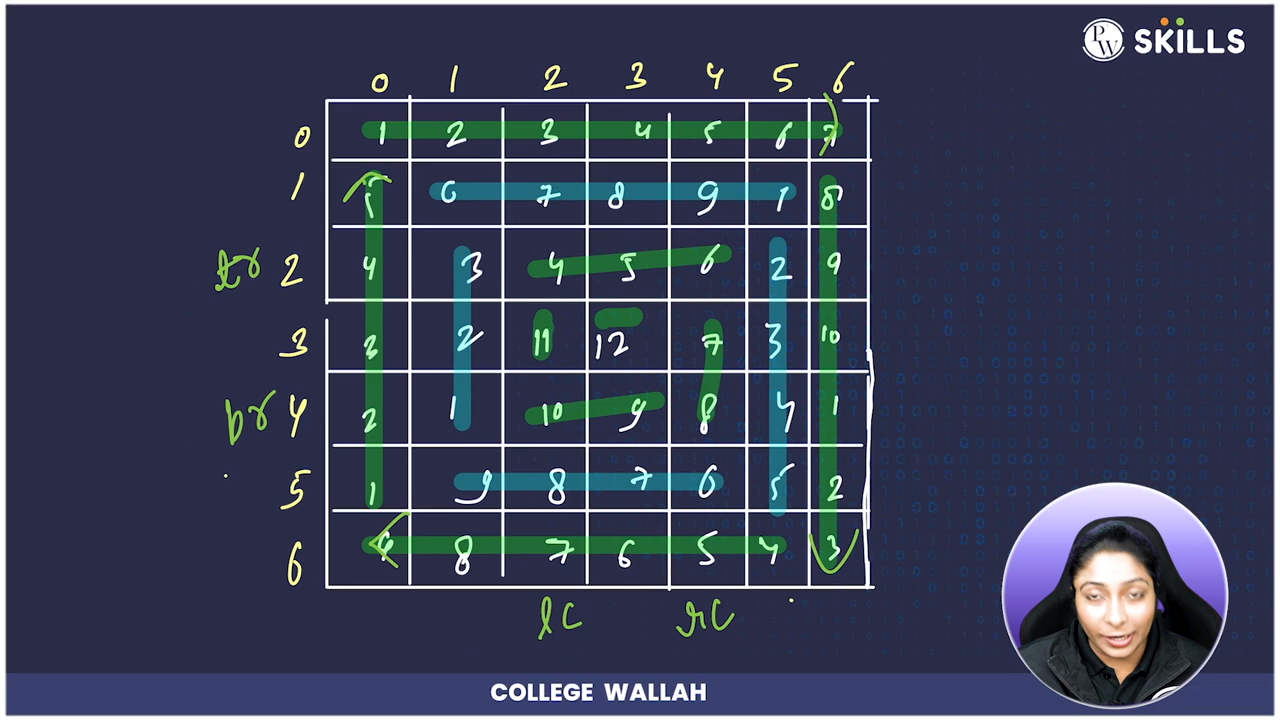 PW SKILLS
0 1 2 3 4 5 6
0 1 2 3 4 5 6 7
1 5 6 7 8 9 1 8
tr 2 4 3 4 5 6 2 9
3 3 2 11 12 7 3 10
br 4 2 1 10 9 8 4 1
5 1 9 8 7 6 5 2
6 8 7 6 5 4 3
lc rc
COLLEGE WALLAH